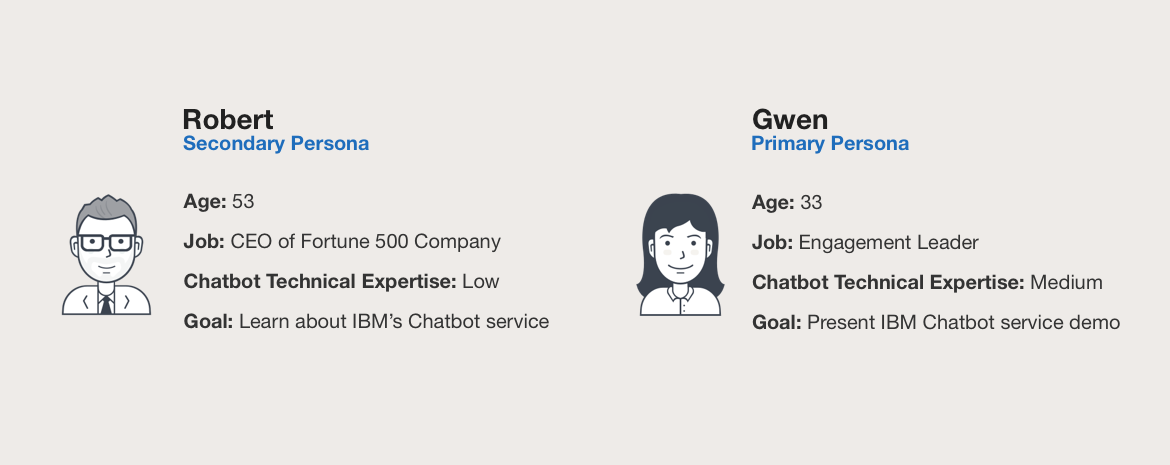 Robert
Secondary Persona
Age: 53
Job: CEO of Fortune 500 Company
Chatbot Technical Expertise: Low
Goal: Learn about IBM’s Chatbot service
Gwen
Primary Persona
Age: 33
Job: Engagement Leader
Chatbot Technical Expertise: Medium
Goal: Present IBM Chatbot service demo